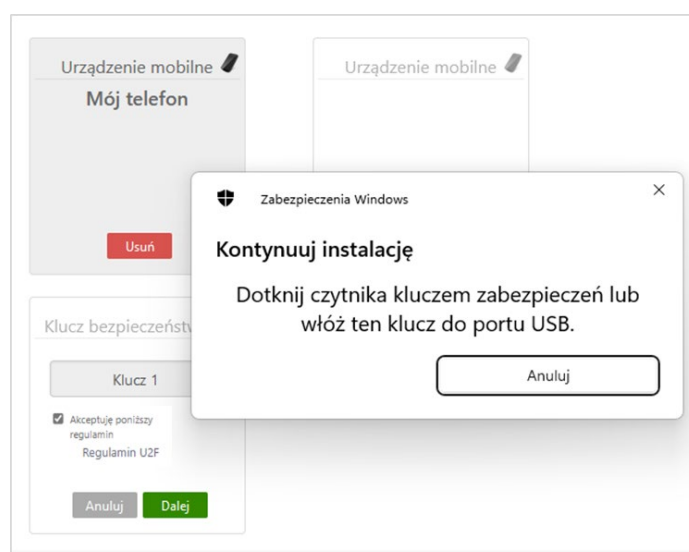 Urządzenie mobilne
Mój telefon
Usuń
Urządzenie mobilne
Zabezpieczenia Windows
Kontynuuj instalację
Dotknij czytnika kluczem zabezpieczeń lub
włóż ten klucz do portu USB.
Anuluj
Klucz bezpieczeństw
Klucz 1
Akceptuję poniższy
regulamin
Regulamin U2F
Anuluj
Dalej